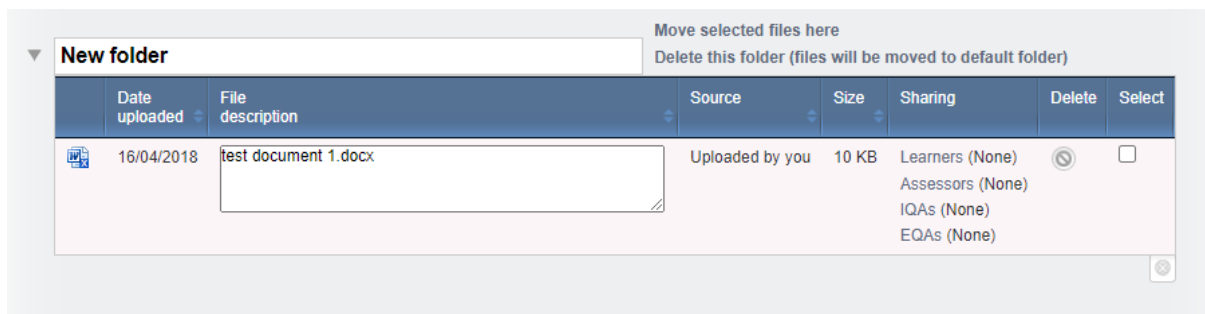 Move selected files here
New folder
Delete this folder (files will be moved to default folder)
Date uploaded File description Source Size Sharing Delete Select
16/04/2018 test document 1.docx Uploaded by you 10 KB Learners (None)
Assessors (None)
IQAs (None)
EQAs (None)